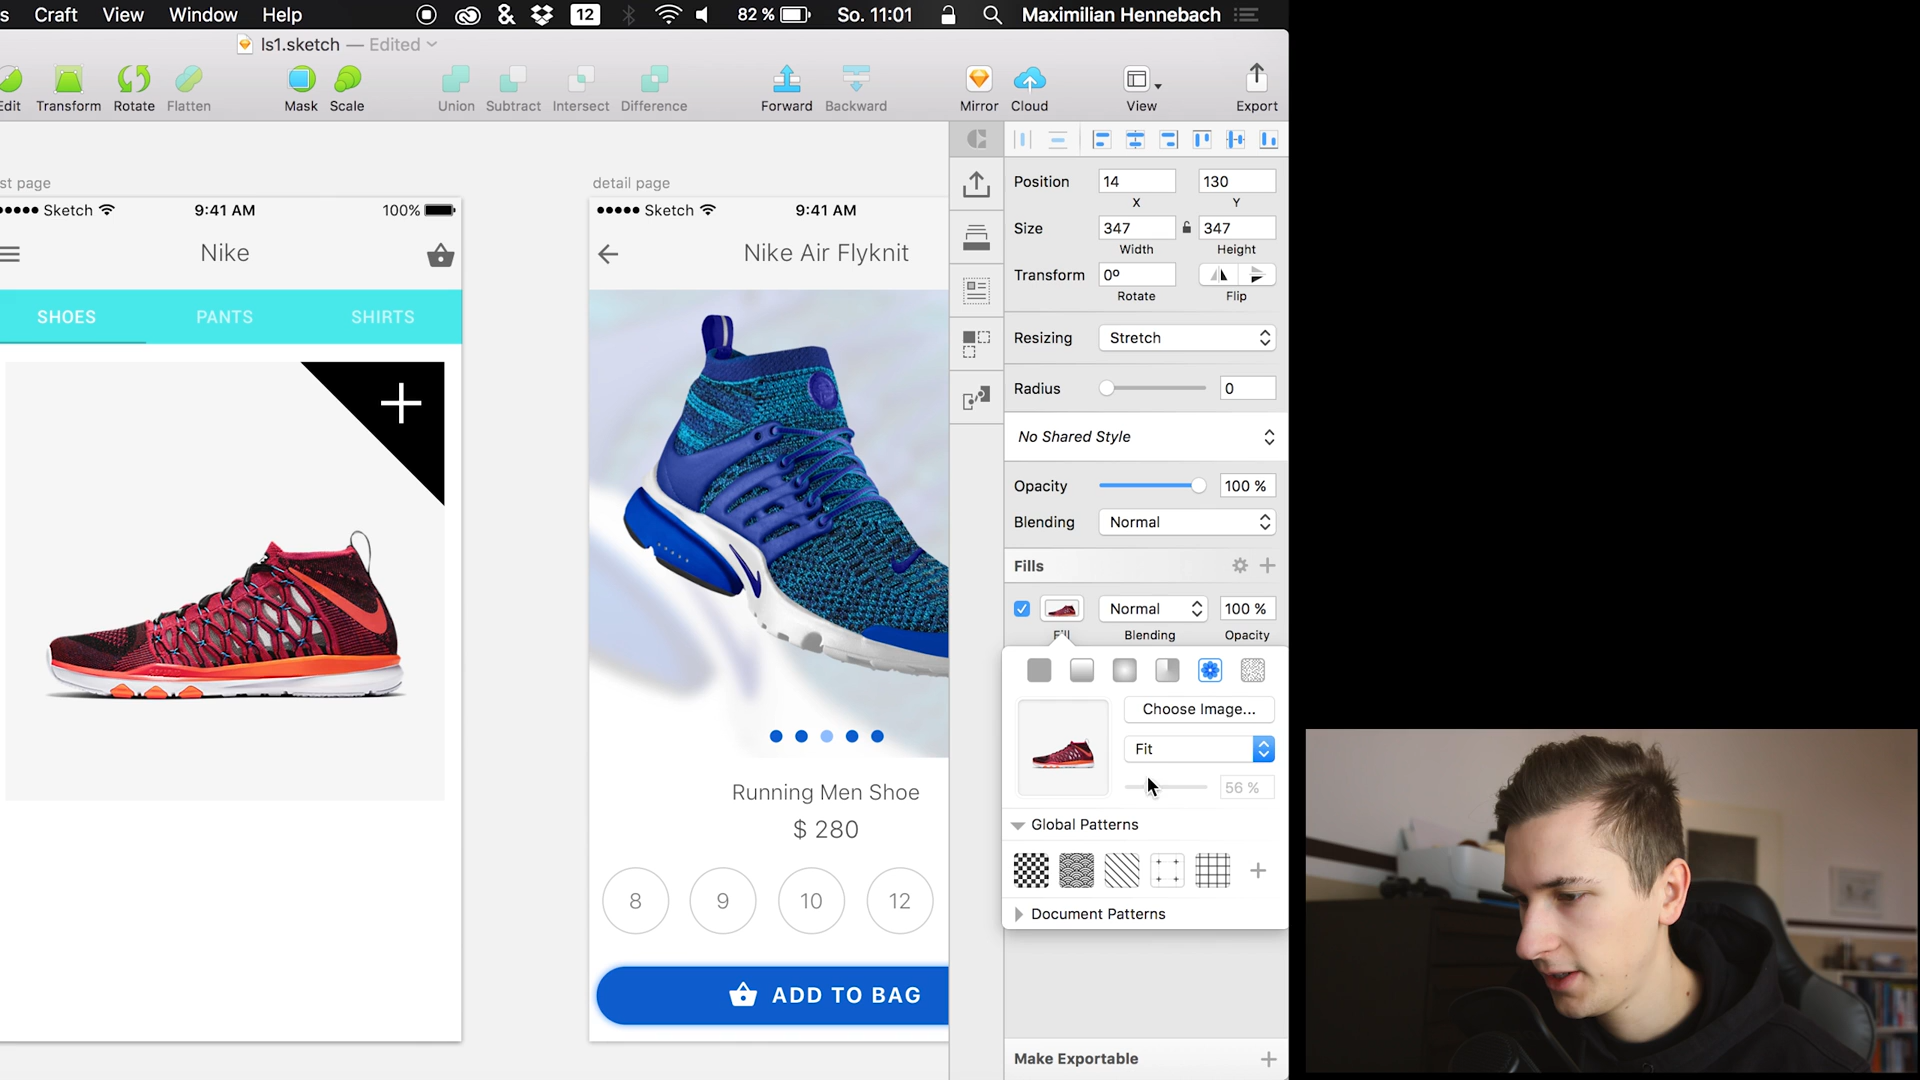 s Craft View Window Help 12 82 % So. 11:01 Maximilian Hennebach
ls1.sketch — Edited
Edit Transform Rotate Flatten Mask Scale Union Subtract Intersect Difference Forward Backward Mirror Cloud View Export
st page
detail page
Sketch 9:41 AM 100%
Nike
SHOES PANTS SHIRTS
Sketch 9:41 AM
Nike Air Flyknit
Running Men Shoe
$ 280
8 9 10 12
ADD TO BAG
Position 14 130
X Y
Size 347 347
Width Height
Transform 0º
Rotate Flip
Resizing Stretch
Radius 0
No Shared Style
Opacity 100 %
Blending Normal
Fills
Normal 100 %
Fill Blending Opacity
Choose Image...
Fit
56 %
Global Patterns
Document Patterns
Make Exportable